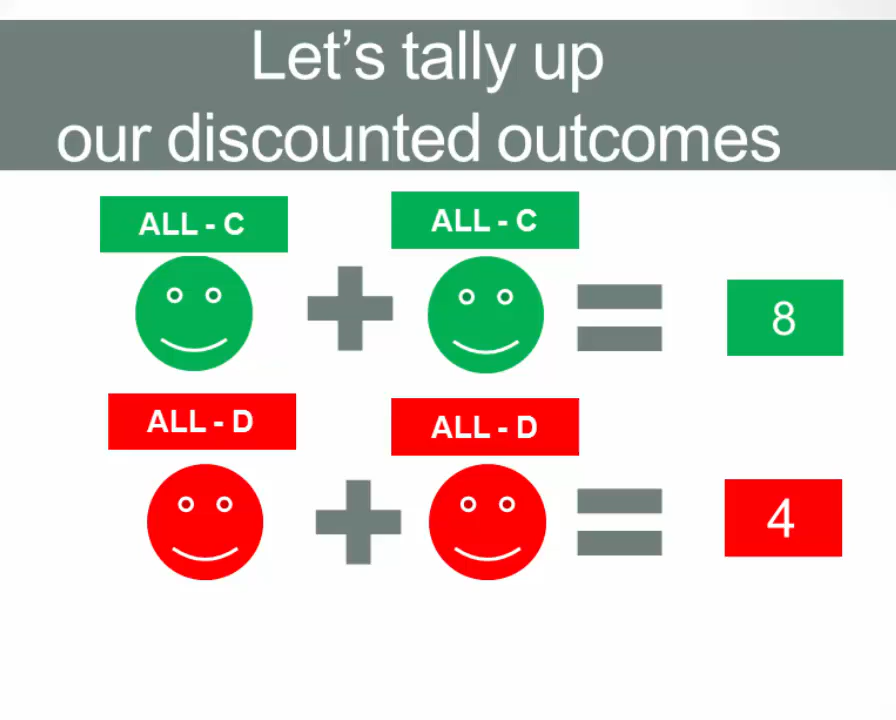 Let’s tally up
our discounted outcomes
ALL - C
ALL - C
8
ALL - D
ALL - D
4